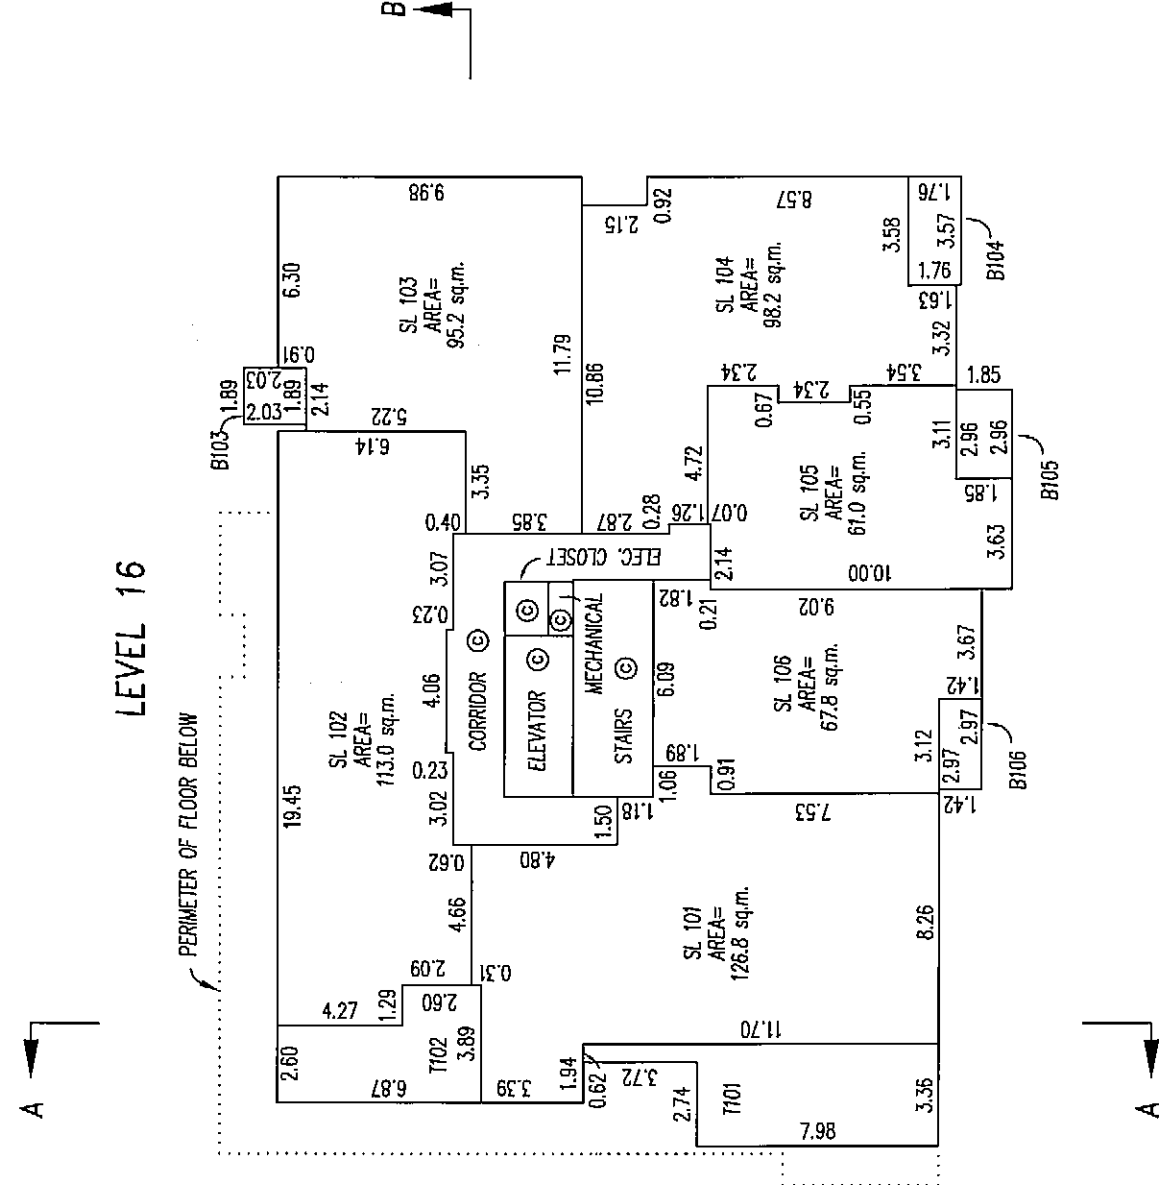 LEVEL 16
A
B
A
PERIMETER OF FLOOR BELOW
B103
1.89
2.03
2.03
1.89
2.14
0.91
6.30
9.98
SL 103
AREA=
95.2 sq.m.
11.79
10.86
5.22
6.14
3.35
0.40
3.85
2.87
0.28
1.26
0.07
19.45
SL 102
AREA=
113.0 sq.m.
3.07
0.23
4.06
0.23
3.02
0.62
4.66
2.09
0.31
4.27
1.29
2.60
2.60
T102
3.89
6.87
3.39
CORRIDOR ©
ELEVATOR ©
©
©
ELEC. CLOSET
MECHANICAL
STAIRS ©
4.80
1.50
1.18
1.06
1.89
0.91
6.09
1.82
0.21
2.14
2.15
0.92
8.57
SL 104
AREA=
98.2 sq.m.
3.58
1.76
3.57
1.76
B104
1.63
3.32
4.72
2.34
0.67
2.34
0.55
3.54
SL 105
AREA=
61.0 sq.m.
3.11
2.96
2.96
1.85
1.85
B105
3.63
10.00
9.02
SL 106
AREA=
67.8 sq.m.
3.67
1.42
3.12
2.97
2.97
1.42
B106
7.53
SL 101
AREA=
126.8 sq.m.
8.26
11.70
1.94
0.62
3.72
2.74
T101
7.98
3.36